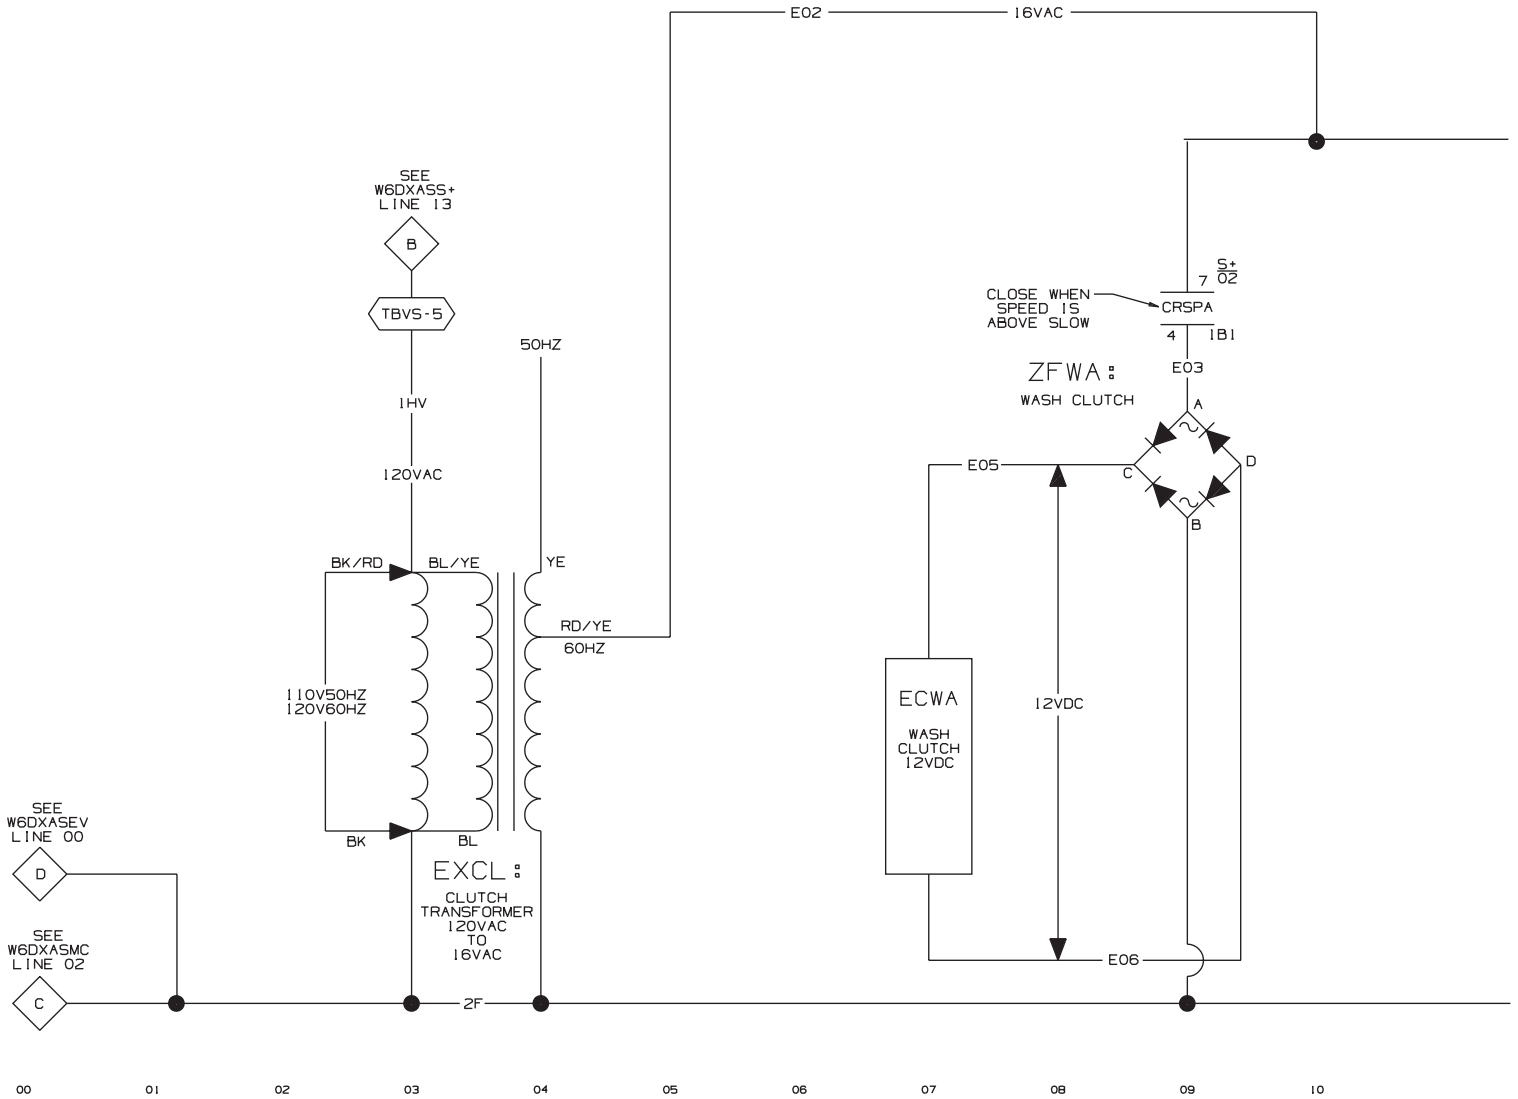 E02
16VAC
SEE
W6DXASS+
LINE 13
B
TBVS-5
1HV
120VAC
50HZ
BK/RD
BL/YE
YE
RD/YE
60HZ
110V50HZ
120V60HZ
BK
BL
EXCL:
CLUTCH
TRANSFORMER
120VAC
TO
16VAC
SEE
W6DXASEV
LINE 00
D
SEE
W6DXASMC
LINE 02
C
2F
S+
02
7
CLOSE WHEN
SPEED IS
ABOVE SLOW
CRSPA
4
1B1
E03
ZFWA:
WASH CLUTCH
A
C
D
B
E05
ECWA
WASH
CLUTCH
12VDC
12VDC
E06
00 01 02 03 04 05 06 07 08 09 10